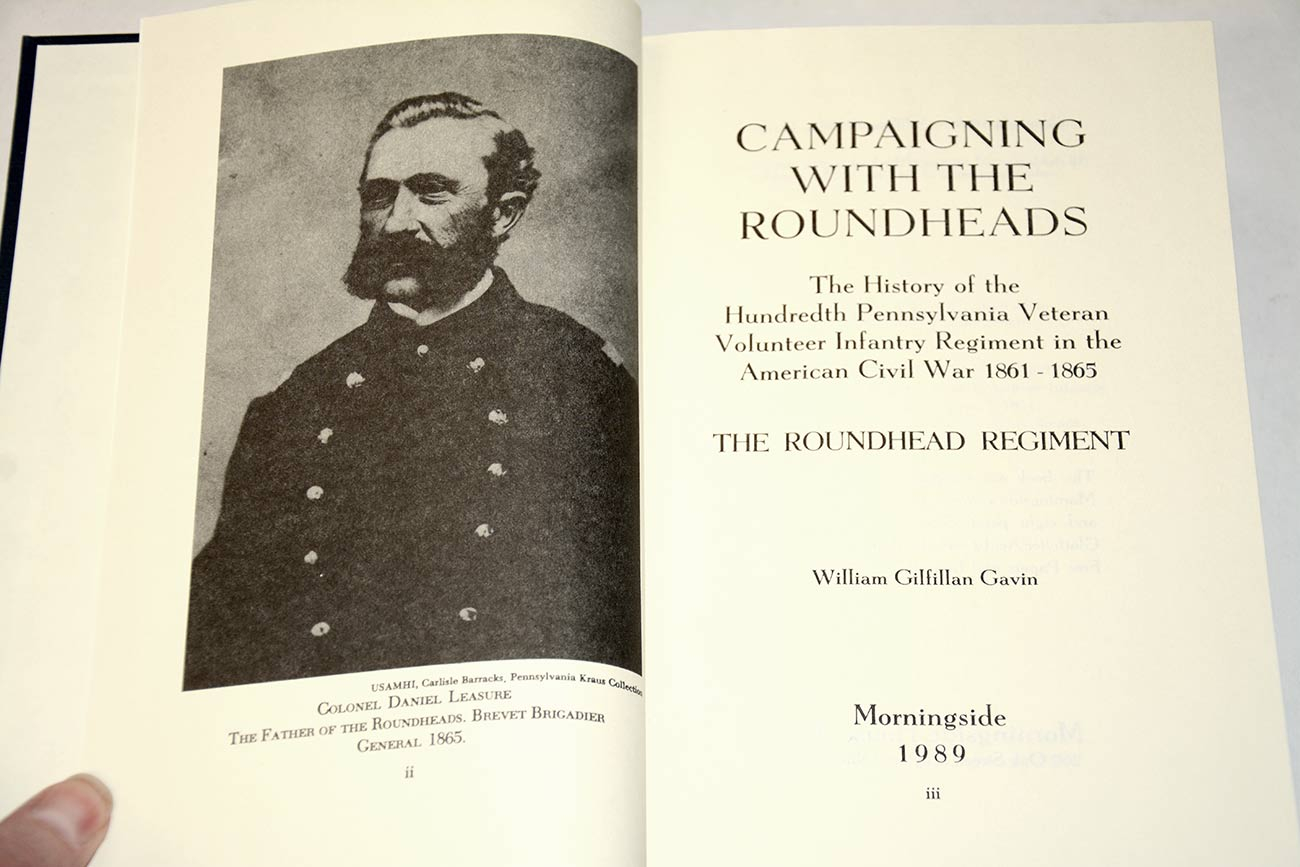 USAMHI, Carlisle Barracks, Pennsylvania Kraus Collection
COLONEL DANIEL LEASURE
THE FATHER OF THE ROUNDHEADS. BREVET BRIGADIER
GENERAL 1865.
ii
CAMPAIGNING
WITH THE
ROUNDHEADS
The History of the
Hundredth Pennsylvania Veteran
Volunteer Infantry Regiment in the
American Civil War 1861 - 1865
THE ROUNDHEAD REGIMENT
William Gilfillan Gavin
Morningside
1989
iii